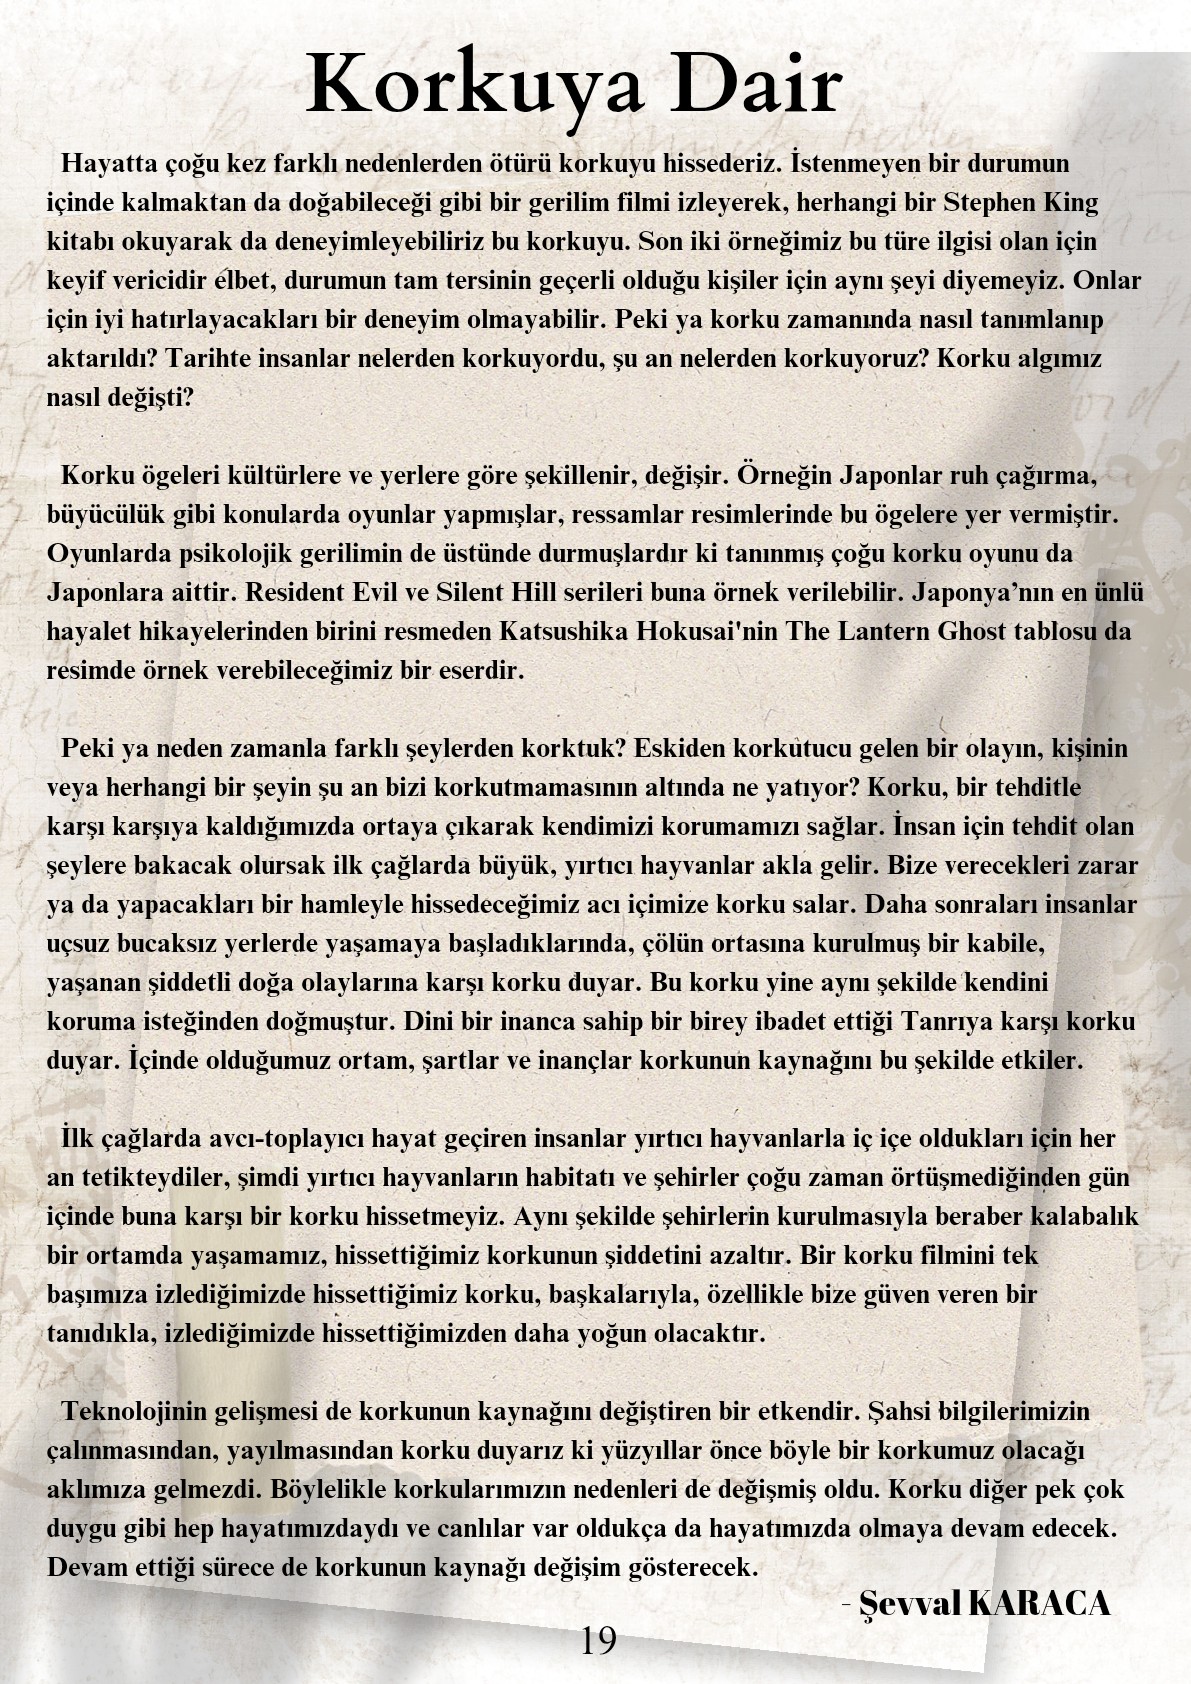 Korkuya Dair
Hayatta çoğu kez farklı nedenlerden ötürü korkuyu hissederiz. İstenmeyen bir durumun
içinde kalmaktan da doğabileceği gibi bir gerilim filmi izleyerek, herhangi bir Stephen King
kitabı okuyarak da deneyimleyebiliriz bu korkuyu. Son iki örneğimiz bu türe ilgisi olan için
keyif vericidir elbet, durumun tam tersinin geçerli olduğu kişiler için aynı şeyi diyemeyiz. Onlar
için iyi hatırlayacakları bir deneyim olmayabilir. Peki ya korku zamanında nasıl tanımlanıp
aktarıldı? Tarihte insanlar nelerden korkuyordu, şu an nelerden korkuyoruz? Korku algımız
nasıl değişti?
Korku ögeleri kültürlere ve yerlere göre şekillenir, değişir. Örneğin Japonlar ruh çağırma,
büyücülük gibi konularda oyunlar yapmışlar, ressamlar resimlerinde bu ögelere yer vermiştir.
Oyunlarda psikolojik gerilimin de üstünde durmuşlardır ki tanınmış çoğu korku oyunu da
Japonlara aittir. Resident Evil ve Silent Hill serileri buna örnek verilebilir. Japonya’nın en ünlü
hayalet hikayelerinden birini resmeden Katsushika Hokusai'nin The Lantern Ghost tablosu da
resimde örnek verebileceğimiz bir eserdir.
Peki ya neden zamanla farklı şeylerden korktuk? Eskiden korkutucu gelen bir olayın, kişinin
veya herhangi bir şeyin şu an bizi korkutmamasının altında ne yatıyor? Korku, bir tehditle
karşı karşıya kaldığımızda ortaya çıkarak kendimizi korumamızı sağlar. İnsan için tehdit olan
şeylere bakacak olursak ilk çağlarda büyük, yırtıcı hayvanlar akla gelir. Bize verecekleri zarar
ya da yapacakları bir hamleyle hissedeceğimiz acı içimize korku salar. Daha sonraları insanlar
uçsuz bucaksız yerlerde yaşamaya başladıklarında, çölün ortasına kurulmuş bir kabile,
yaşanan şiddetli doğa olaylarına karşı korku duyar. Bu korku yine aynı şekilde kendini
koruma isteğinden doğmuştur. Dini bir inanca sahip bir birey ibadet ettiği Tanrıya karşı korku
duyar. İçinde olduğumuz ortam, şartlar ve inançlar korkunun kaynağını bu şekilde etkiler.
İlk çağlarda avcı-toplayıcı hayat geçiren insanlar yırtıcı hayvanlarla iç içe oldukları için her
an tetikteydiler, şimdi yırtıcı hayvanların habitatı ve şehirler çoğu zaman örtüşmediğinden gün
içinde buna karşı bir korku hissetmeyiz. Aynı şekilde şehirlerin kurulmasıyla beraber kalabalık
bir ortamda yaşamamız, hissettiğimiz korkunun şiddetini azaltır. Bir korku filmini tek
başımıza izlediğimizde hissettiğimiz korku, başkalarıyla, özellikle bize güven veren bir
tanıdıkla, izlediğimizde hissettiğimizden daha yoğun olacaktır.
Teknolojinin gelişmesi de korkunun kaynağını değiştiren bir etkendir. Şahsi bilgilerimizin
çalınmasından, yayılmasından korku duyarız ki yüzyıllar önce böyle bir korkumuz olacağı
aklımıza gelmezdi. Böylelikle korkularımızın nedenleri de değişmiş oldu. Korku diğer pek çok
duygu gibi hep hayatımızdaydı ve canlılar var oldukça da hayatımızda olmaya devam edecek.
Devam ettiği sürece de korkunun kaynağı değişim gösterecek.
- Şevval KARACA
19